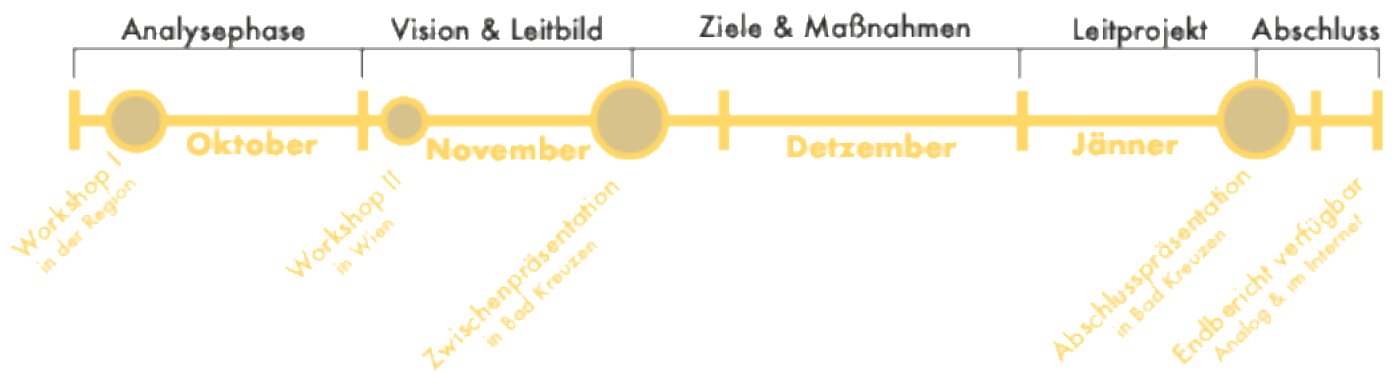 Analysephase
Vision & Leitbild
Ziele & Maßnahmen
Leitprojekt
Abschluss
Oktober
November
Detzember
Jänner
Workshop I
in der Region
Workshop II
in Wien
Zwischenpräsentation
in Bad Kreuzen
Abschlusspräsentation
in Bad Kreuzen
Endbericht verfügbar
Analog & im Internet